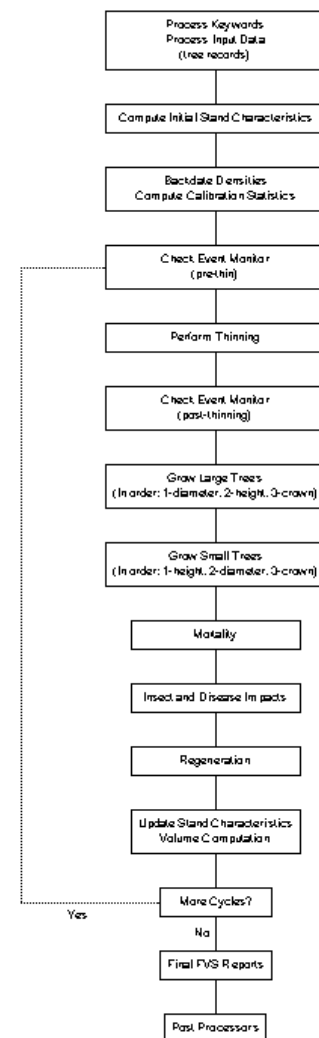 Process Keywords
Process Input Data
(tree records)
Compute Initial Stand Characteristics
Backdate Densities
Compute Calibration Statistics
Check Event Monitor
(pre-thin)
Perform Thinning
Check Event Monitor
(post-thinning)
Grow Large Trees
(In order: 1-diameter, 2-height, 3-crown)
Grow Small Trees
(In order: 1-height, 2-diameter, 3-crown)
Mortality
Insect and Disease Impacts
Regeneration
Update Stand Characteristics
Volume Computation
More Cycles?
Yes
No
Final FVS Reports
Post Processors